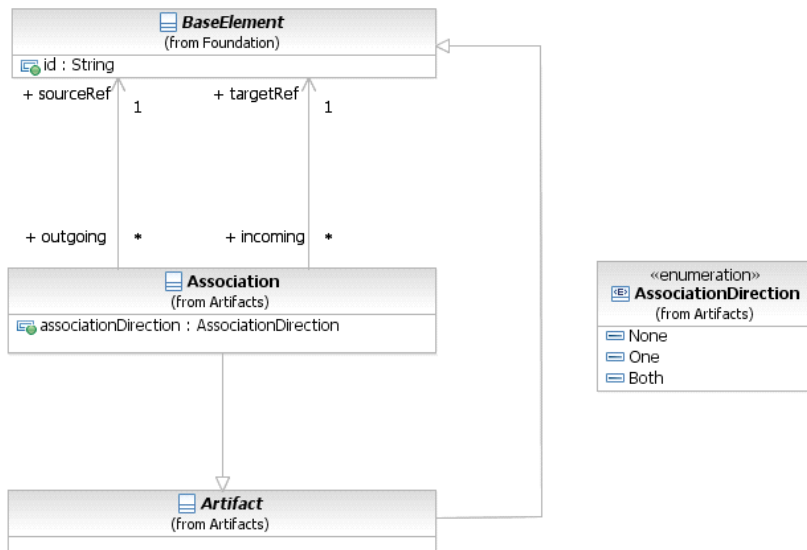 BaseElement
(from Foundation)
id : String
+ sourceRef
+ targetRef
1
1
+ outgoing
*
+ incoming
*
Association
(from Artifacts)
associationDirection : AssociationDirection
«enumeration»
AssociationDirection
(from Artifacts)
None
One
Both
Artifact
(from Artifacts)